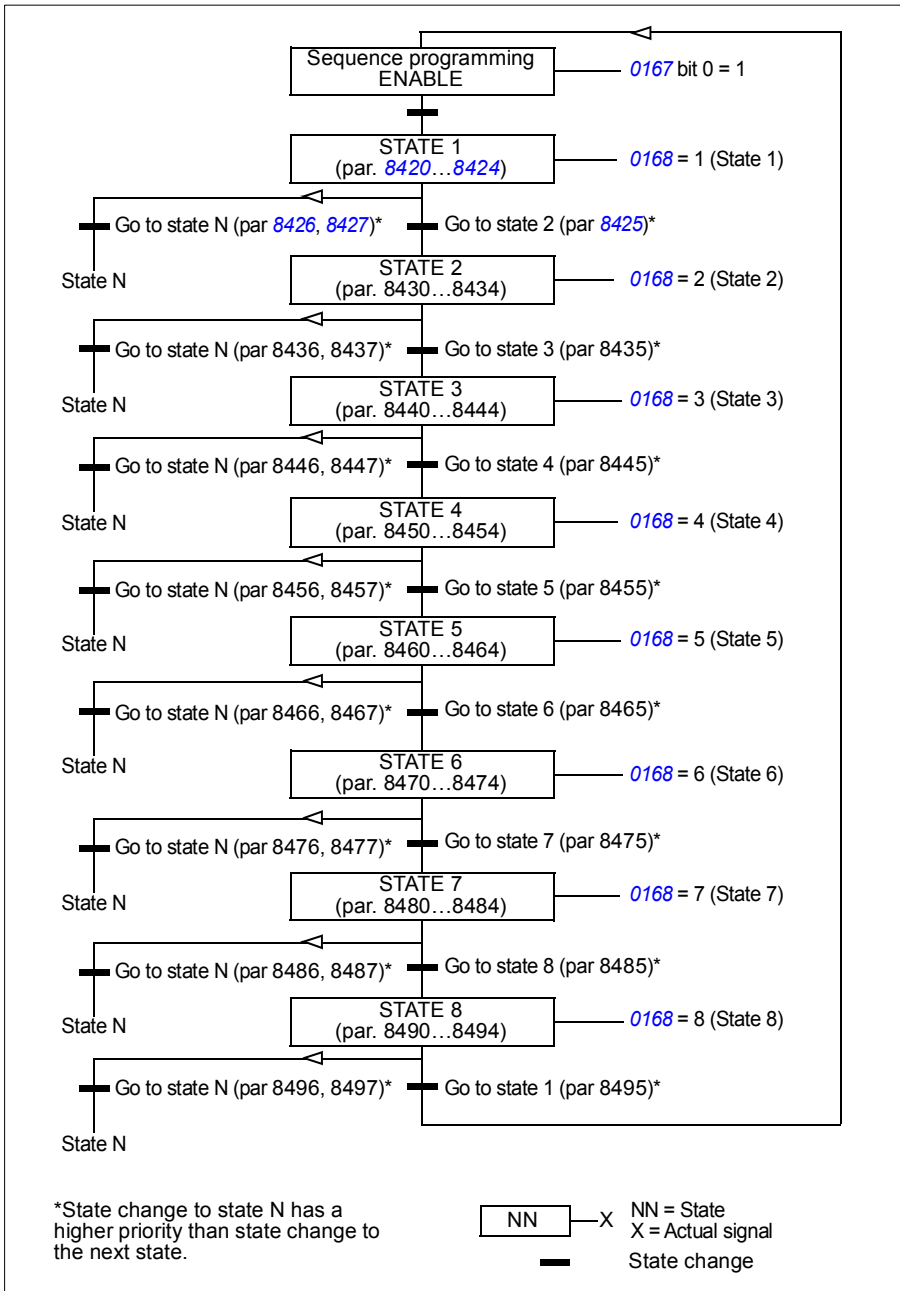 Sequence programming
ENABLE
0167 bit 0 = 1
STATE 1
(par. 8420...8424)
0168 = 1 (State 1)
Go to state N (par 8426, 8427)*
Go to state 2 (par 8425)*
State N
STATE 2
(par. 8430...8434)
0168 = 2 (State 2)
Go to state N (par 8436, 8437)*
Go to state 3 (par 8435)*
State N
STATE 3
(par. 8440...8444)
0168 = 3 (State 3)
Go to state N (par 8446, 8447)*
Go to state 4 (par 8445)*
State N
STATE 4
(par. 8450...8454)
0168 = 4 (State 4)
Go to state N (par 8456, 8457)*
Go to state 5 (par 8455)*
State N
STATE 5
(par. 8460...8464)
0168 = 5 (State 5)
Go to state N (par 8466, 8467)*
Go to state 6 (par 8465)*
State N
STATE 6
(par. 8470...8474)
0168 = 6 (State 6)
Go to state N (par 8476, 8477)*
Go to state 7 (par 8475)*
State N
STATE 7
(par. 8480...8484)
0168 = 7 (State 7)
Go to state N (par 8486, 8487)*
Go to state 8 (par 8485)*
State N
STATE 8
(par. 8490...8494)
0168 = 8 (State 8)
Go to state N (par 8496, 8497)*
Go to state 1 (par 8495)*
State N
*State change to state N has a
higher priority than state change to
the next state.
NN
X
NN = State
X = Actual signal
State change